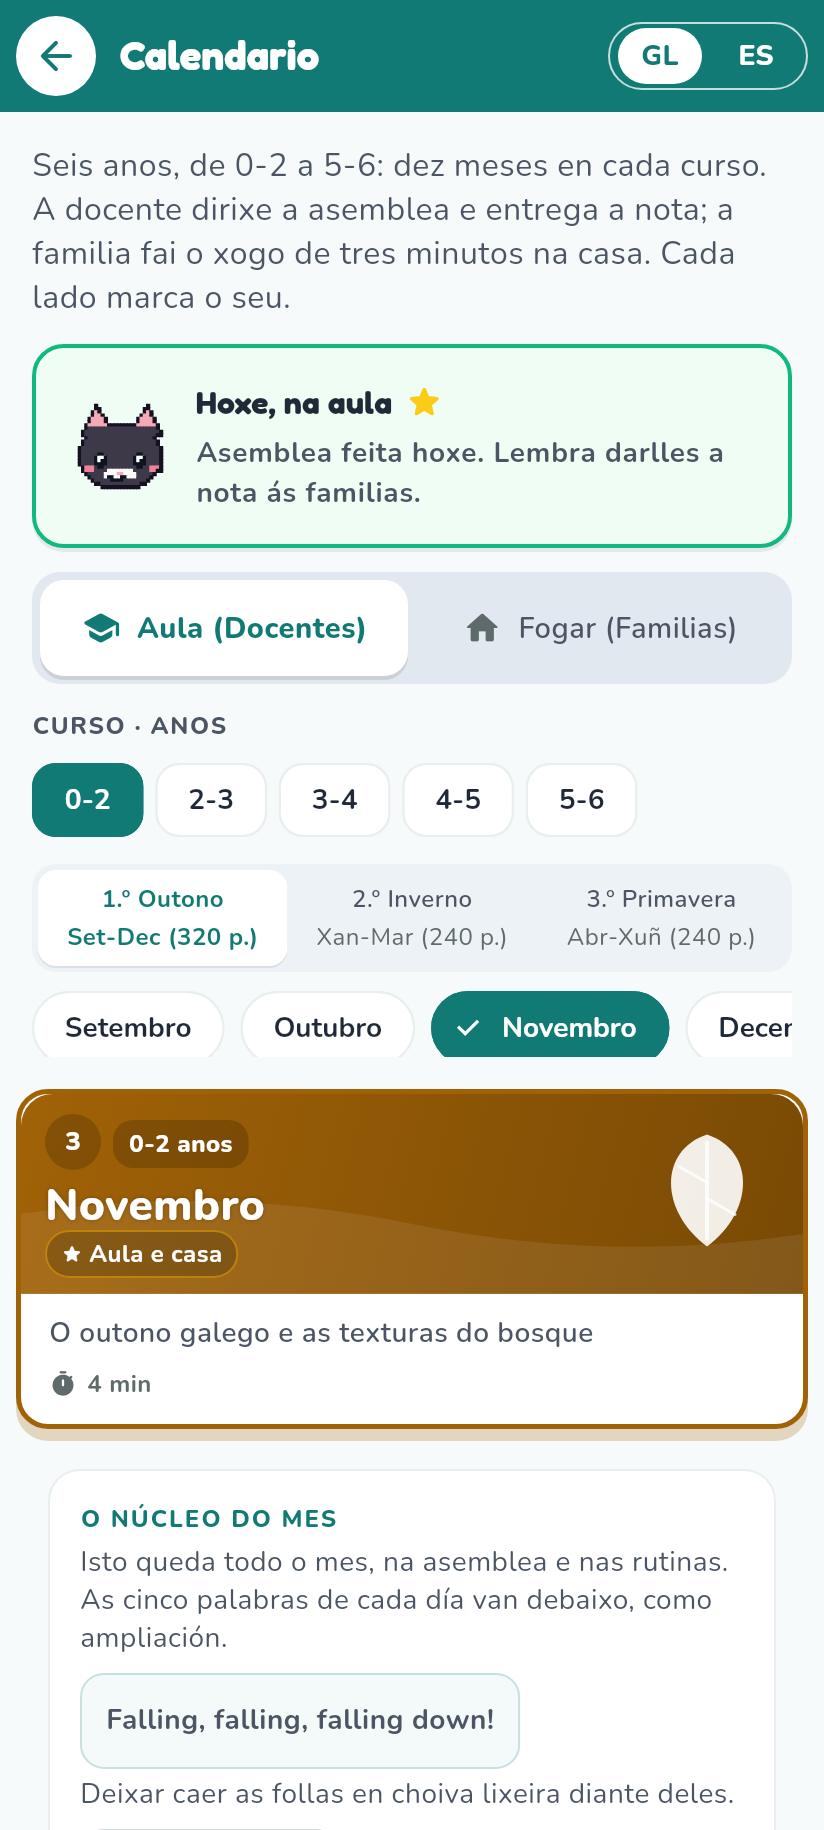 Calendario
GL
ES
Seis anos, de 0-2 a 5-6: dez meses en cada curso.
A docente dirixe a asemblea e entrega a nota; a
familia fai o xogo de tres minutos na casa. Cada
lado marca o seu.
Hoxe, na aula
Asemblea feita hoxe. Lembra darlles a
nota ás familias.
Aula (Docentes)
Fogar (Familias)
CURSO · ANOS
0-2
2-3
3-4
4-5
5-6
1.º Outono
Set-Dec (320 p.)
2.º Inverno
Xan-Mar (240 p.)
3.º Primavera
Abr-Xuñ (240 p.)
Setembro
Outubro
Novembro
Decem
3
0-2 anos
Novembro
Aula e casa
O outono galego e as texturas do bosque
4 min
O NÚCLEO DO MES
Isto queda todo o mes, na asemblea e nas rutinas.
As cinco palabras de cada día van debaixo, como
ampliación.
Falling, falling, falling down!
Deixar caer as follas en choiva lixeira diante deles.